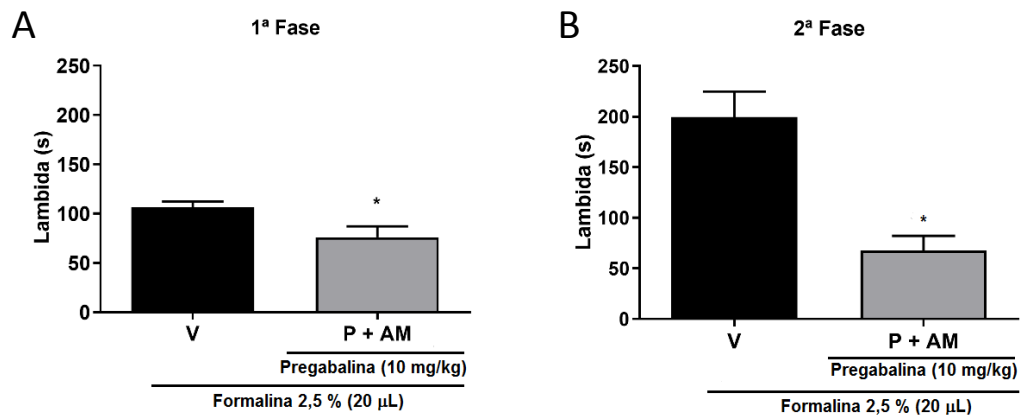 A
1ª Fase
Lambida (s)
250
200
150
100
50
0
*
V
P + AM
Pregabalina (10 mg/kg)
Formalina 2,5 % (20 µL)
B
2ª Fase
Lambida (s)
250
200
150
100
50
0
*
V
P + AM
Pregabalina (10 mg/kg)
Formalina 2,5 % (20 µL)